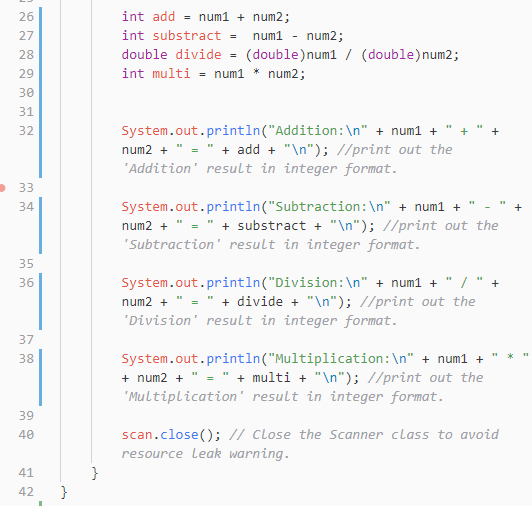 26 int add = num1 + num2;
27 int substract =  num1 - num2;
28 double divide = (double)num1 / (double)num2;
29 int multi = num1 * num2;
30
31
32 System.out.println("Addition:\n" + num1 + " + " +
num2 + " = " + add + "\n"); //print out the
'Addition' result in integer format.
33
34 System.out.println("Subtraction:\n" + num1 + " - " +
num2 + " = " + substract + "\n"); //print out the
'Subtraction' result in integer format.
35
36 System.out.println("Division:\n" + num1 + " / " +
num2 + " = " + divide + "\n"); //print out the
'Division' result in integer format.
37
38 System.out.println("Multiplication:\n" + num1 + " * "
+ num2 + " = " + multi + "\n"); //print out the
'Multiplication' result in integer format.
39
40 scan.close(); // Close the Scanner class to avoid
resource leak warning.
41 }
42 }